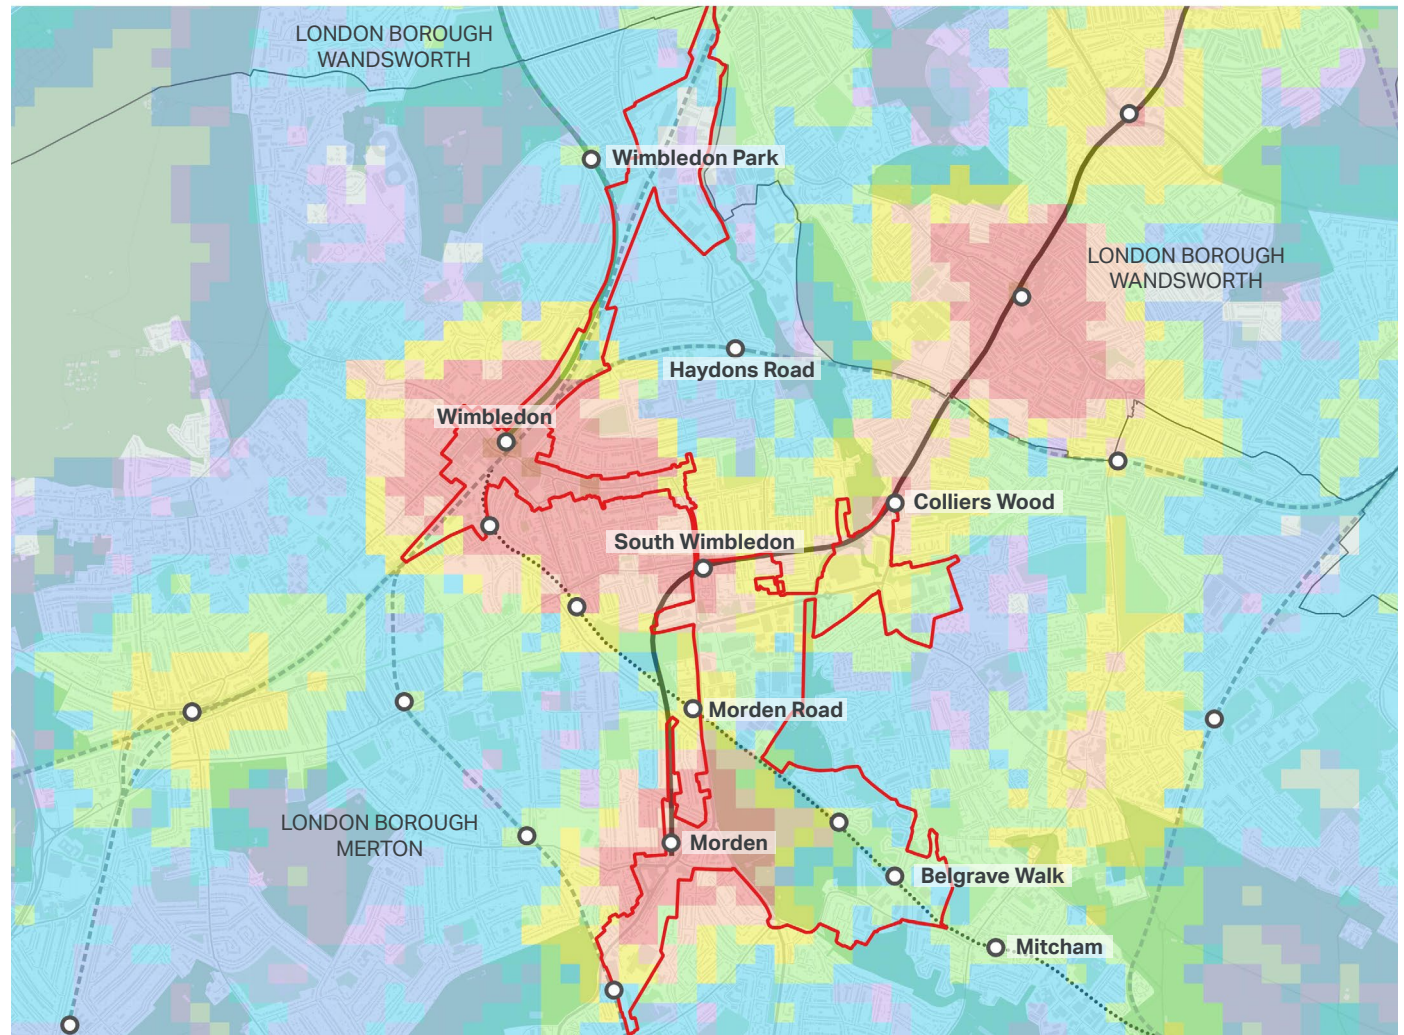 LONDON BOROUGH
WANDSWORTH
Wimbledon Park
LONDON BOROUGH
WANDSWORTH
Haydons Road
Wimbledon
Colliers Wood
South Wimbledon
Morden Road
LONDON BOROUGH
MERTON
Morden
Belgrave Walk
Mitcham